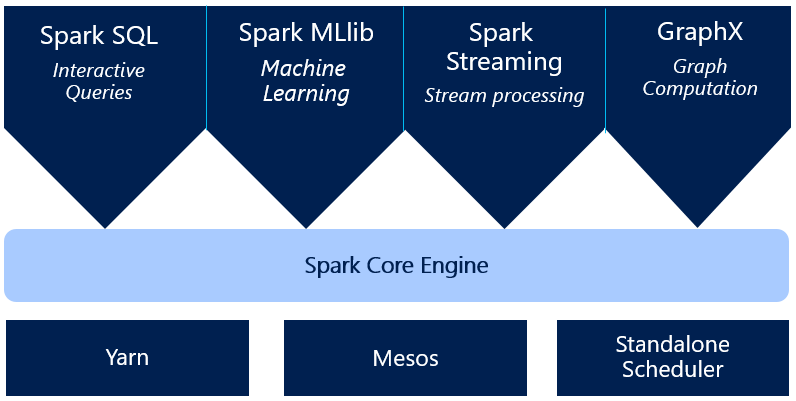 Spark SQL
Interactive
Queries
Spark MLlib
Machine
Learning
Spark
Streaming
Stream processing
GraphX
Graph
Computation
Spark Core Engine
Yarn
Mesos
Standalone
Scheduler